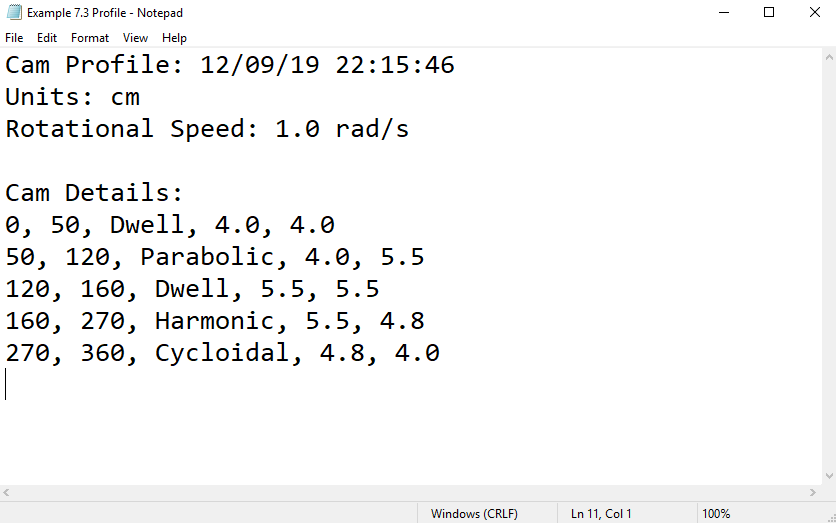 Example 7.3 Profile - Notepad
File Edit Format View Help
Cam Profile: 12/09/19 22:15:46
Units: cm
Rotational Speed: 1.0 rad/s
Cam Details:
0, 50, Dwell, 4.0, 4.0
50, 120, Parabolic, 4.0, 5.5
120, 160, Dwell, 5.5, 5.5
160, 270, Harmonic, 5.5, 4.8
270, 360, Cycloidal, 4.8, 4.0
Windows (CRLF) Ln 11, Col 1 100%